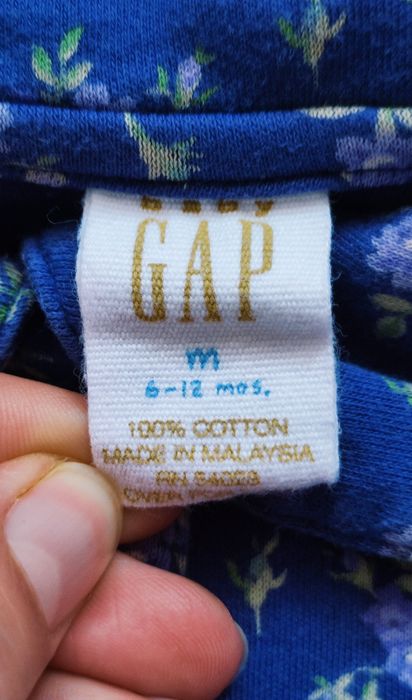 GAP
m
6-12 mos.
100% COTTON
MADE IN MALAYSIA
RN 54023